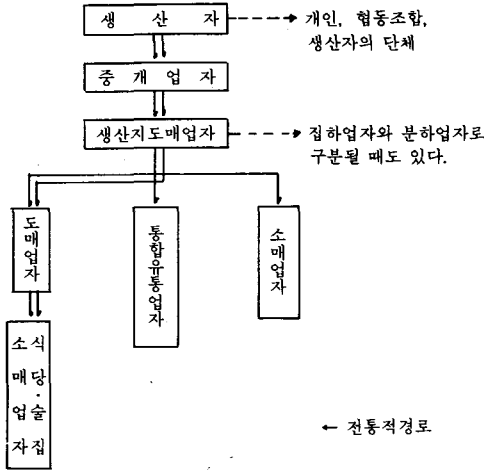 생 산 자
개인, 협동조합,
생산자의 단체
중 개 업 자
생산지도매업자
집하업자와 분하업자로
구분될 때도 있다.
도매업자
통합유통업자
소매업자
소매업자
식당·술집
← 전통적경로